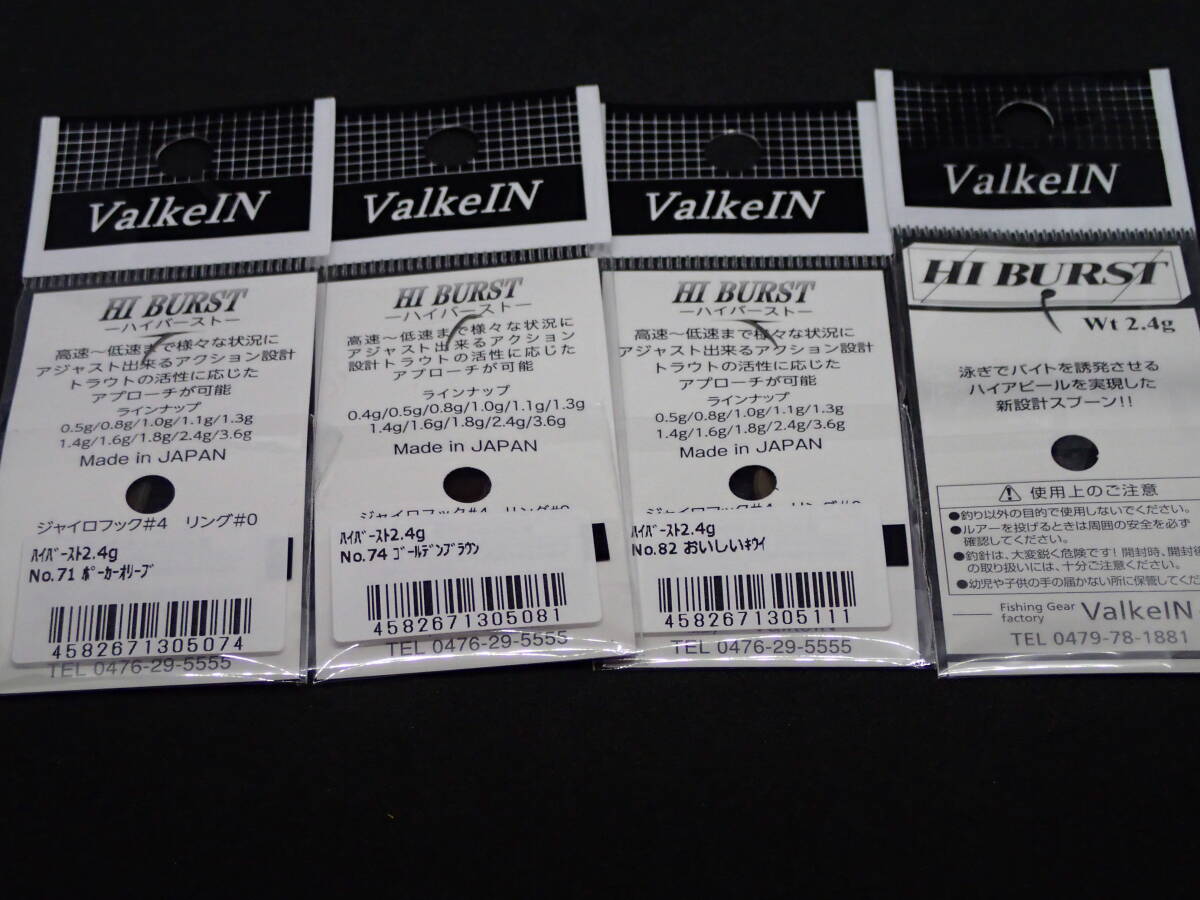 ValkeIN
HI BURST
ーハイバーストー
高速～低速まで様々な状況に
アジャスト出来るアクション設計
トラウトの活性に応じた
アプローチが可能
ラインナップ
0.5g/0.8g/1.0g/1.1g/1.3g
1.4g/1.6g/1.8g/2.4g/3.6g
Made in JAPAN
ジャイロフック#4 リング#0
ﾊｲﾊﾞｰｽﾄ2.4g
No.71 ﾎﾟｰｶｰｵﾘｰﾌﾞ
4582671305074
TEL 0476-29-5555
ValkeIN
HI BURST
ーハイバーストー
高速～低速まで様々な状況に
アジャスト出来るアクション
設計トラウトの活性に応じた
アプローチが可能
ラインナップ
0.4g/0.5g/0.8g/1.0g/1.1g/1.3g
1.4g/1.6g/1.8g/2.4g/3.6g
Made in JAPAN
ジャイロフック#4 リング#0
ﾊｲﾊﾞｰｽﾄ2.4g
No.74 ｺﾞｰﾙﾃﾞﾝﾌﾞﾗｳﾝ
4582671305081
TEL 0476-29-5555
ValkeIN
HI BURST
ーハイバーストー
高速～低速まで様々な状況に
アジャスト出来るアクション設計
トラウトの活性に応じた
アプローチが可能
ラインナップ
0.5g/0.8g/1.0g/1.1g/1.3g
1.4g/1.6g/1.8g/2.4g/3.6g
Made in JAPAN
ジャイロフック#4 リング#0
ﾊｲﾊﾞｰｽﾄ2.4g
No.82 おいしいｷｳｲ
4582671305111
TEL 0476-29-5555
ValkeIN
HI BURST
Wt 2.4g
泳ぎでバイトを誘発させる
ハイアピールを実現した
新設計スプーン!!
使用上のご注意
●釣り以外の目的で使用しないでください。
●ルアーを投げるときは周囲の安全を必ず
確認してください。
●釣針は、大変鋭く危険です!開封時、開封後
の取り扱いには、十分ご注意ください。
●幼児や子供の手の届かない所に保管してくだ
Fishing Gear
factory ValkeIN
TEL 0479-78-1881